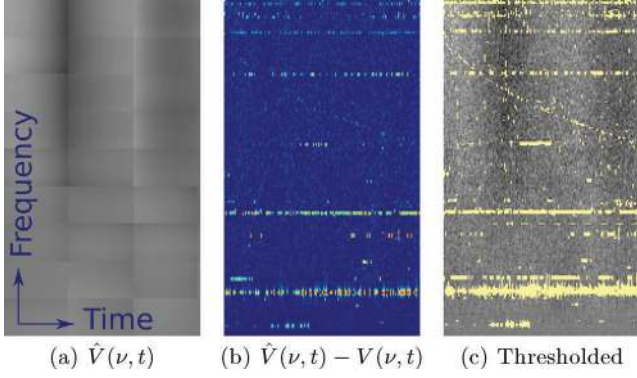 Frequency
Time
(a) V̂(ν, t)
(b) V̂(ν, t) − V(ν, t)
(c) Thresholded